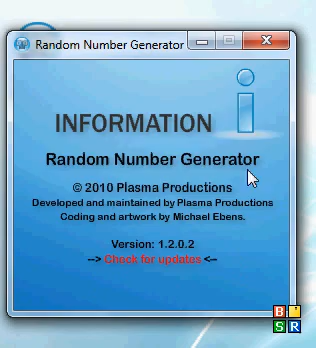 Random Number Generator
INFORMATION
Random Number Generator
© 2010 Plasma Productions
Developed and maintained by Plasma Productions
Coding and artwork by Michael Ebens.
Version: 1.2.0.2
--> Check for updates <--
B '
S R